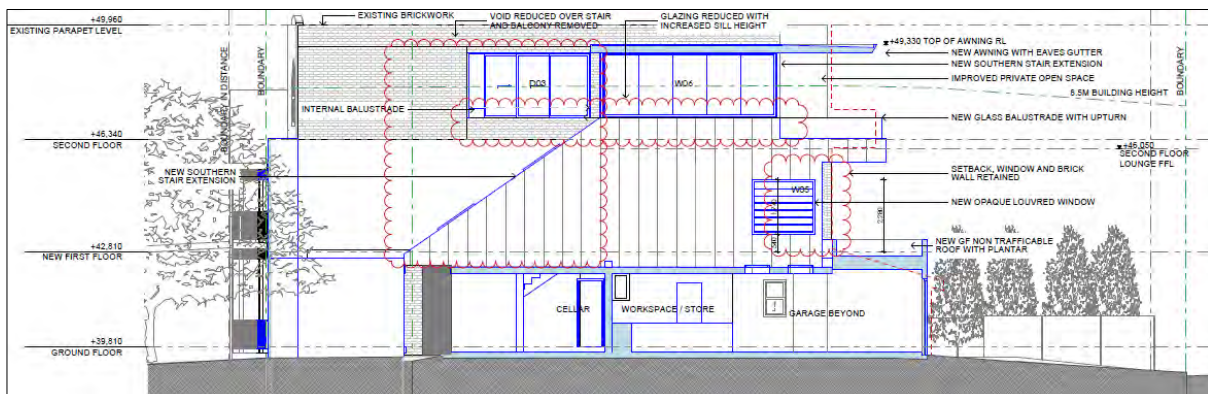 +49,960
EXISTING PARAPET LEVEL
EXISTING BRICKWORK
VOID REDUCED OVER STAIR
AND BALCONY REMOVED
GLAZING REDUCED WITH
INCREASED SILL HEIGHT
+49,330 TOP OF AWNING RL
NEW AWNING WITH EAVES GUTTER
NEW SOUTHERN STAIR EXTENSION
IMPROVED PRIVATE OPEN SPACE
8.5M BUILDING HEIGHT
BOUNDARY IN DISTANCE
BOUNDARY
BOUNDARY
D03
W06
INTERNAL BALUSTRADE
NEW GLASS BALUSTRADE WITH UPTURN
+46,340
SECOND FLOOR
+46,050
SECOND FLOOR
LOUNGE FFL
NEW SOUTHERN
STAIR EXTENSION
SETBACK, WINDOW AND BRICK
WALL RETAINED
W05
NEW OPAQUE LOUVRED WINDOW
+42,810
NEW FIRST FLOOR
NEW GF NON TRAFFICABLE
ROOF WITH PLANTAR
CELLAR
WORKSPACE / STORE
GARAGE BEYOND
+39,810
GROUND FLOOR